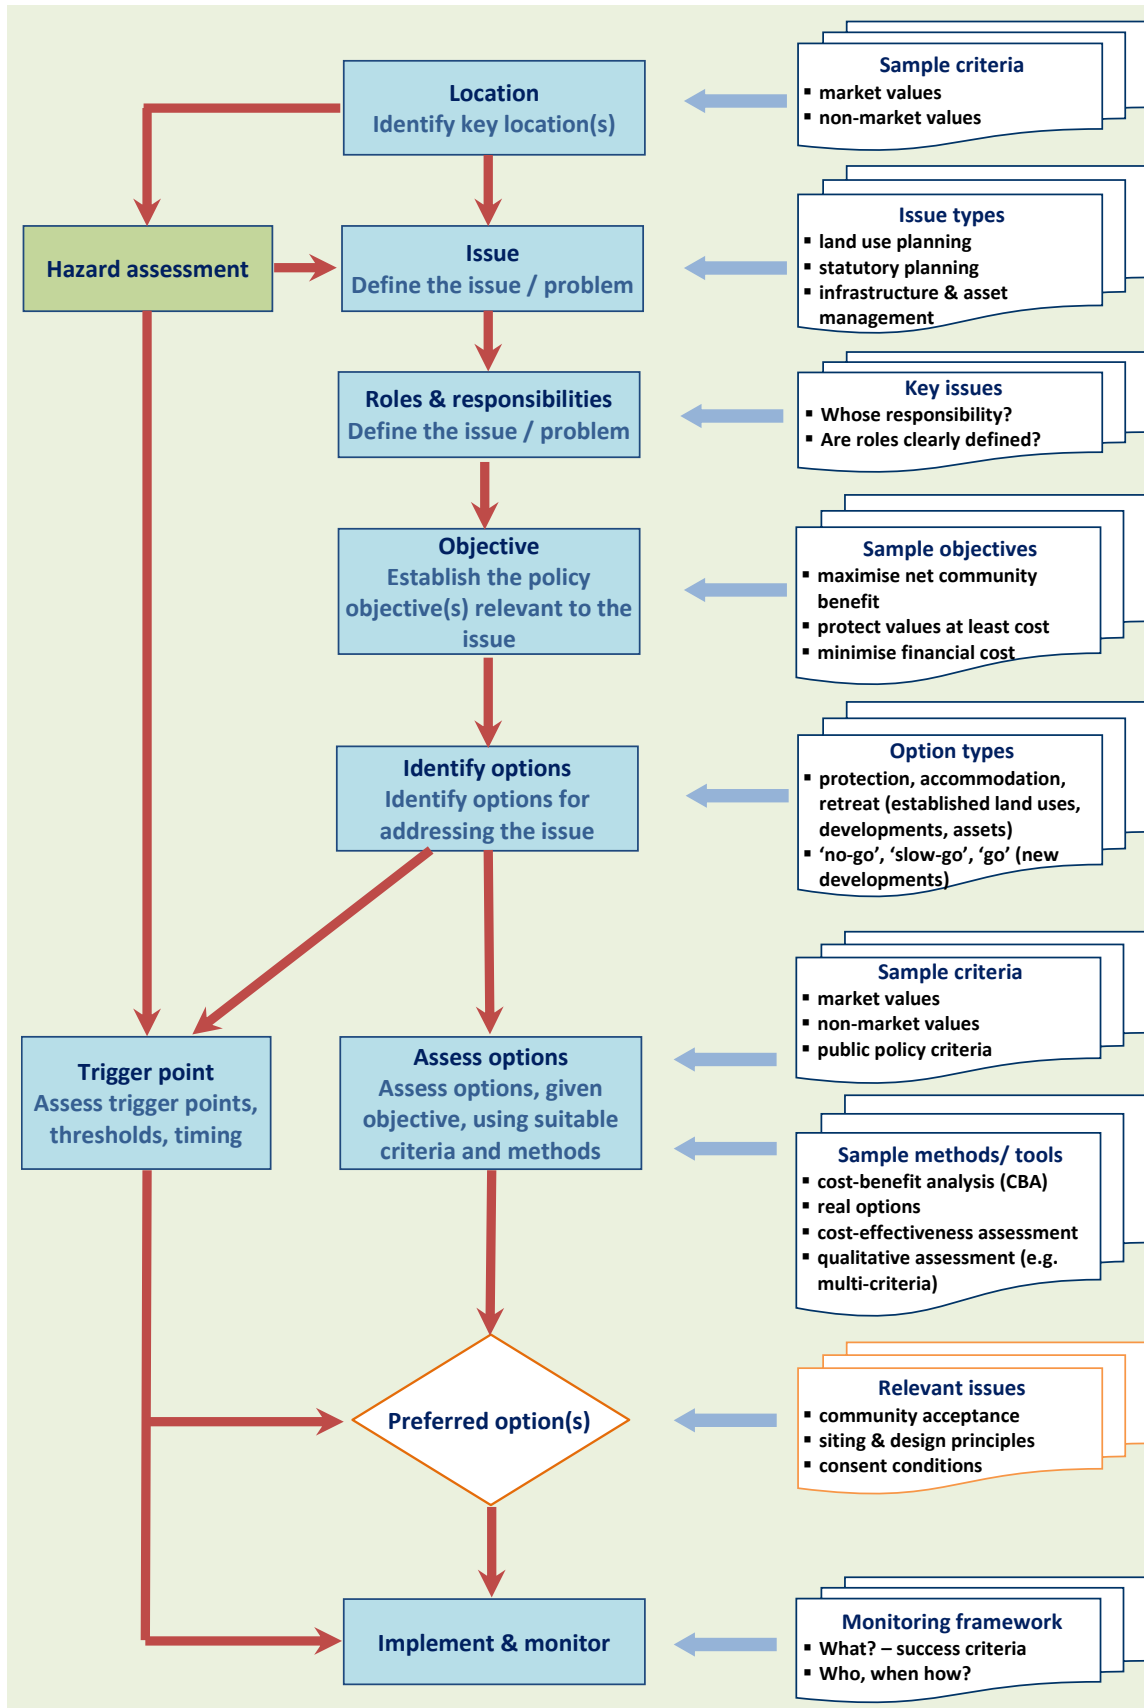 Location
Identify key location(s)
Sample criteria
▪ market values
▪ non-market values
Hazard assessment
Issue
Define the issue / problem
Issue types
▪ land use planning
▪ statutory planning
▪ infrastructure & asset
management
Roles & responsibilities
Define the issue / problem
Key issues
▪ Whose responsibility?
▪ Are roles clearly defined?
Objective
Establish the policy
objective(s) relevant to the
issue
Sample objectives
▪ maximise net community
benefit
▪ protect values at least cost
▪ minimise financial cost
Identify options
Identify options for
addressing the issue
Option types
▪ protection, accommodation,
retreat (established land uses,
developments, assets)
▪ ‘no-go’, ‘slow-go’, ‘go’ (new
developments)
Trigger point
Assess trigger points,
thresholds, timing
Assess options
Assess options, given
objective, using suitable
criteria and methods
Sample criteria
▪ market values
▪ non-market values
▪ public policy criteria
Sample methods/ tools
▪ cost-benefit analysis (CBA)
▪ real options
▪ cost-effectiveness assessment
▪ qualitative assessment (e.g.
multi-criteria)
Preferred option(s)
Relevant issues
▪ community acceptance
▪ siting & design principles
▪ consent conditions
Implement & monitor
Monitoring framework
▪ What? – success criteria
▪ Who, when how?